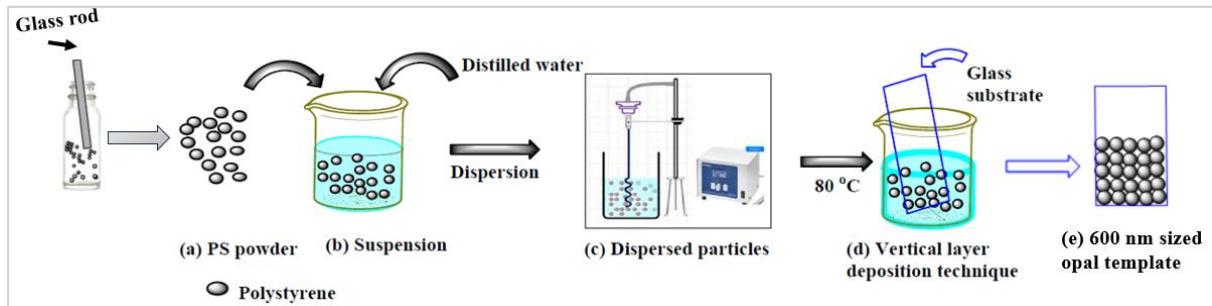 Glass rod
Distilled water
Glass
substrate
Dispersion
80 °C
(a) PS powder
(b) Suspension
(c) Dispersed particles
(d) Vertical layer
deposition technique
(e) 600 nm sized
opal template
Polystyrene